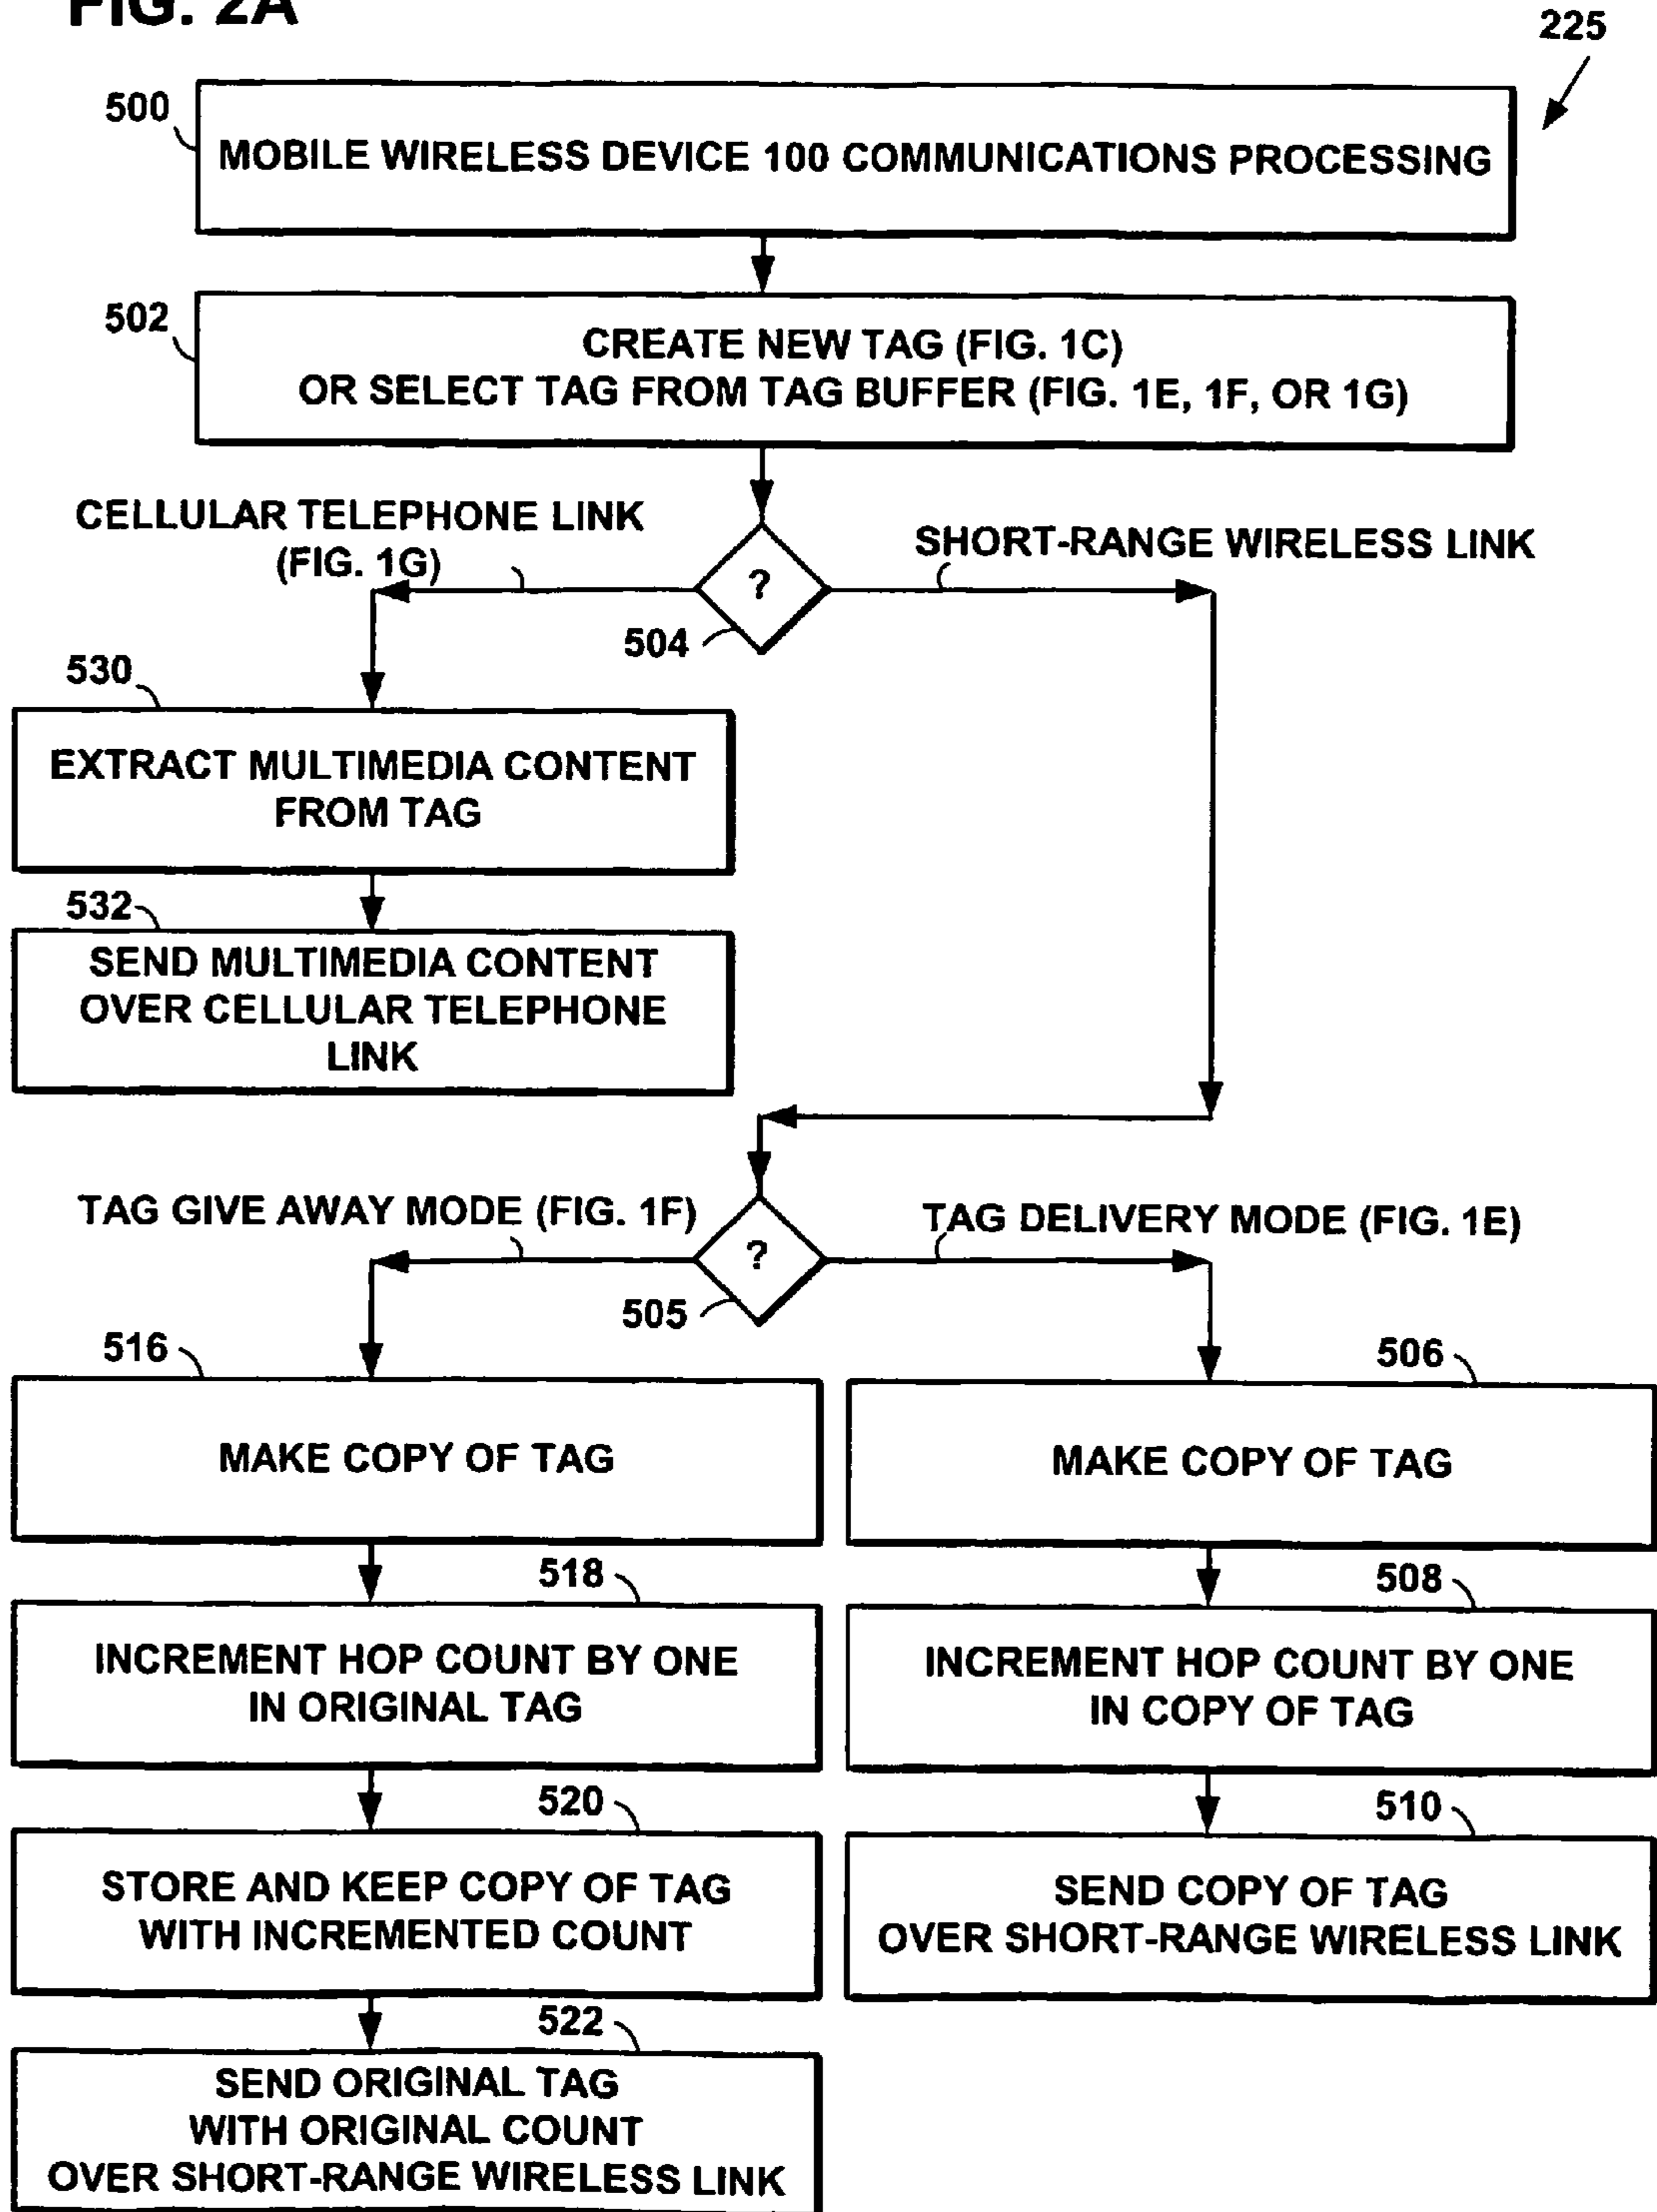 FIG. 2A
225
500
MOBILE WIRELESS DEVICE 100 COMMUNICATIONS PROCESSING
502
CREATE NEW TAG (FIG. 1C)
OR SELECT TAG FROM TAG BUFFER (FIG. 1E, 1F, OR 1G)
CELLULAR TELEPHONE LINK
(FIG. 1G)
SHORT-RANGE WIRELESS LINK
?
504
530
EXTRACT MULTIMEDIA CONTENT
FROM TAG
532
SEND MULTIMEDIA CONTENT
OVER CELLULAR TELEPHONE
LINK
TAG GIVE AWAY MODE (FIG. 1F)
TAG DELIVERY MODE (FIG. 1E)
?
505
516
MAKE COPY OF TAG
506
MAKE COPY OF TAG
518
INCREMENT HOP COUNT BY ONE
IN ORIGINAL TAG
508
INCREMENT HOP COUNT BY ONE
IN COPY OF TAG
520
STORE AND KEEP COPY OF TAG
WITH INCREMENTED COUNT
510
SEND COPY OF TAG
OVER SHORT-RANGE WIRELESS LINK
522
SEND ORIGINAL TAG
WITH ORIGINAL COUNT
OVER SHORT-RANGE WIRELESS LINK